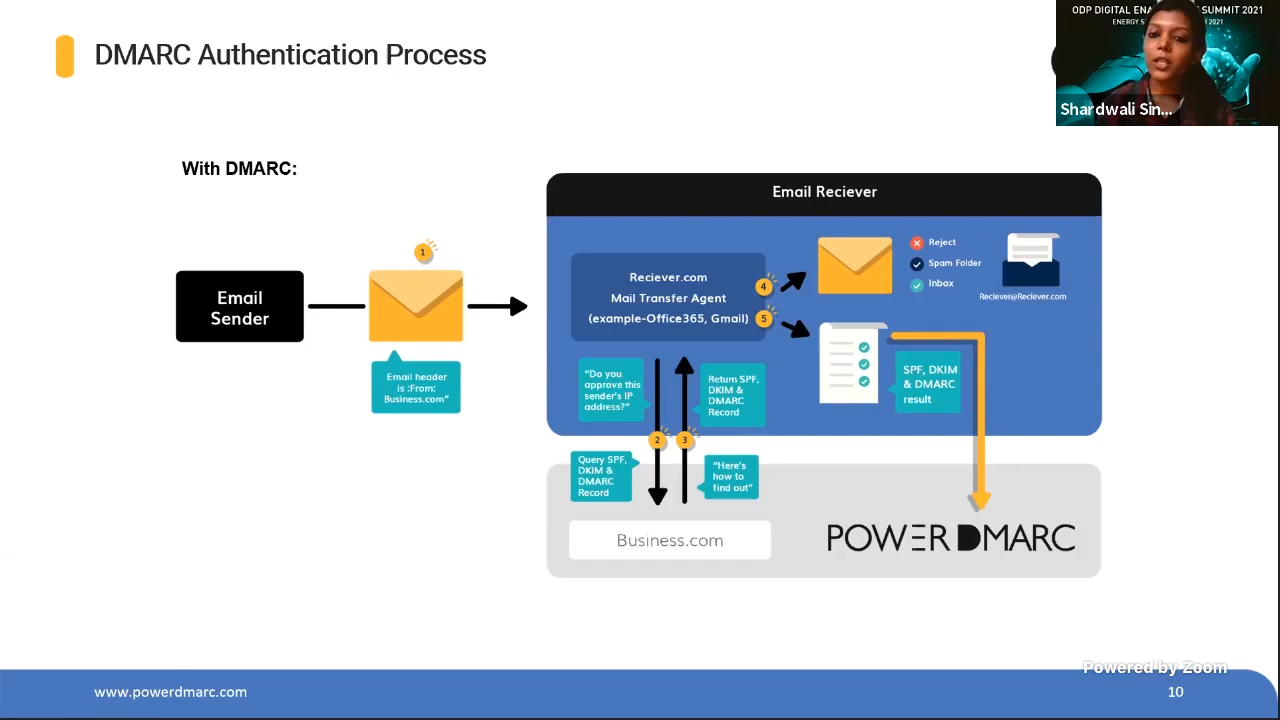 DMARC Authentication Process
ODP DIGITAL ENA SUMMIT 2021
2021
Shardwali Sin...
With DMARC:
Email Reciever
1
Email
Sender
Email header
is :From:
Business.com"
Reciever.com
Mail Transfer Agent
(example-Office365, Gmail)
4
5
Reject
Spam Folder
Inbox
Reciever@Reciever.com
"Do you
approve this
sender's IP
address?"
Return SPF,
DKIM &
DMARC
Record
SPF, DKIM
& DMARC
result
2
3
Query SPF,
DKIM &
DMARC
Record
"Here's
how to
find out"
Business.com
POWER DMARC
Powered by Zoom
www.powerdmarc.com
10